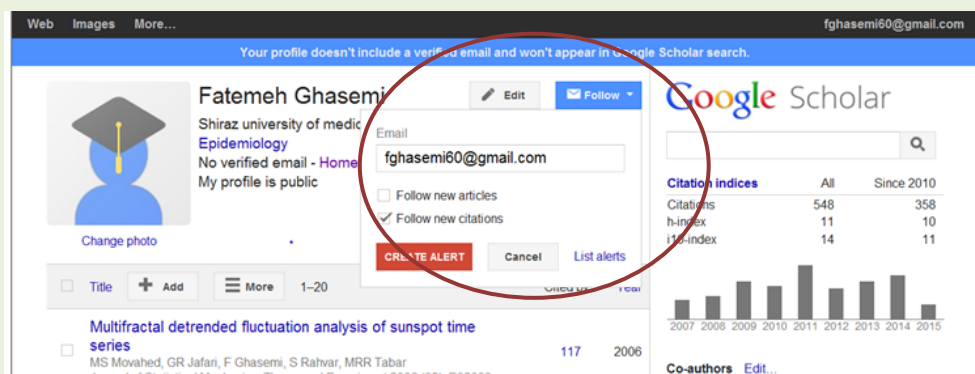 Web Images More...
fghasemi60@gmail.com
Your profile doesn't include a verified email and won't appear in Google Scholar search.
Fatemeh Ghasemi
Shiraz university of medic
Epidemiology
No verified email - Home
My profile is public
Change photo
Edit
Follow
Email
fghasemi60@gmail.com
Follow new articles
Follow new citations
CREATE ALERT
Cancel
List alerts
Title
Add
More
1–20
Cited by
Year
Multifractal detrended fluctuation analysis of sunspot time
series
MS Movahed, GR Jafari, F Ghasemi, S Rahvar, MRR Tabar
117 2006
Google Scholar
Citation indices All Since 2010
Citations 548 358
h-index 11 10
i10-index 14 11
2007 2008 2009 2010 2011 2012 2013 2014 2015
Co-authors Edit...